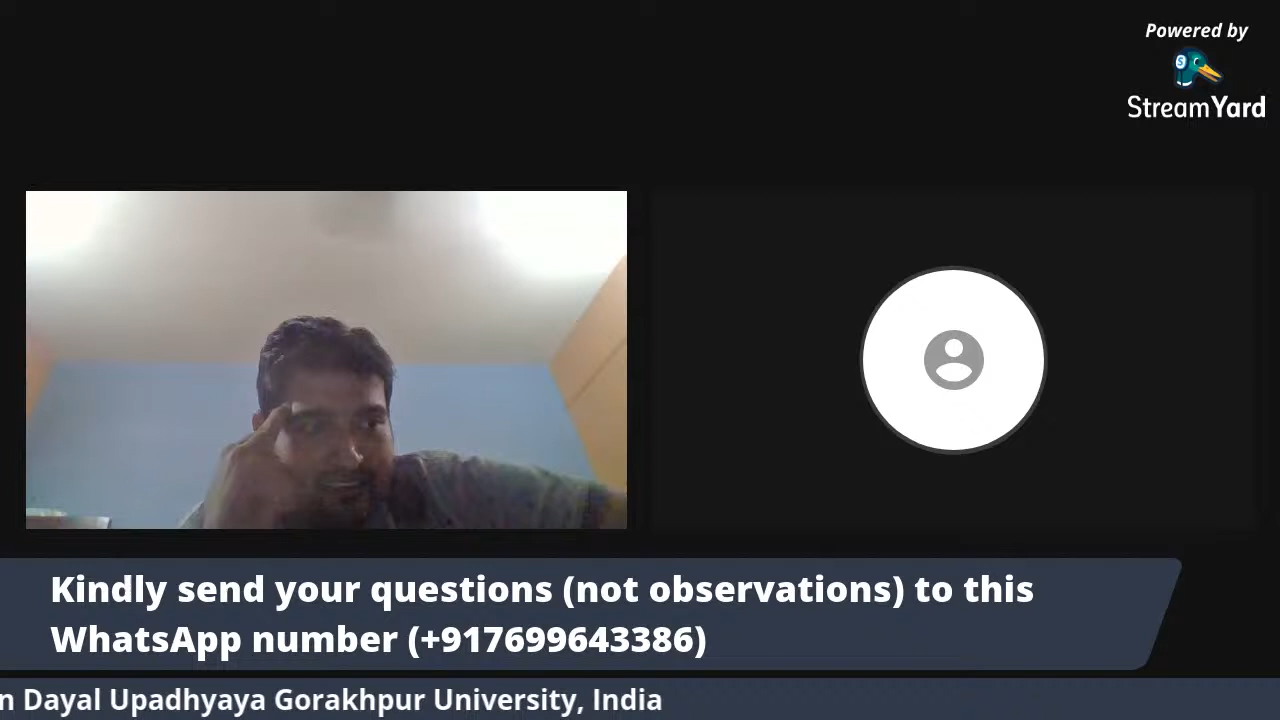 Powered by
StreamYard
Kindly send your questions (not observations) to this
WhatsApp number (+917699643386)
n Dayal Upadhyaya Gorakhpur University, India